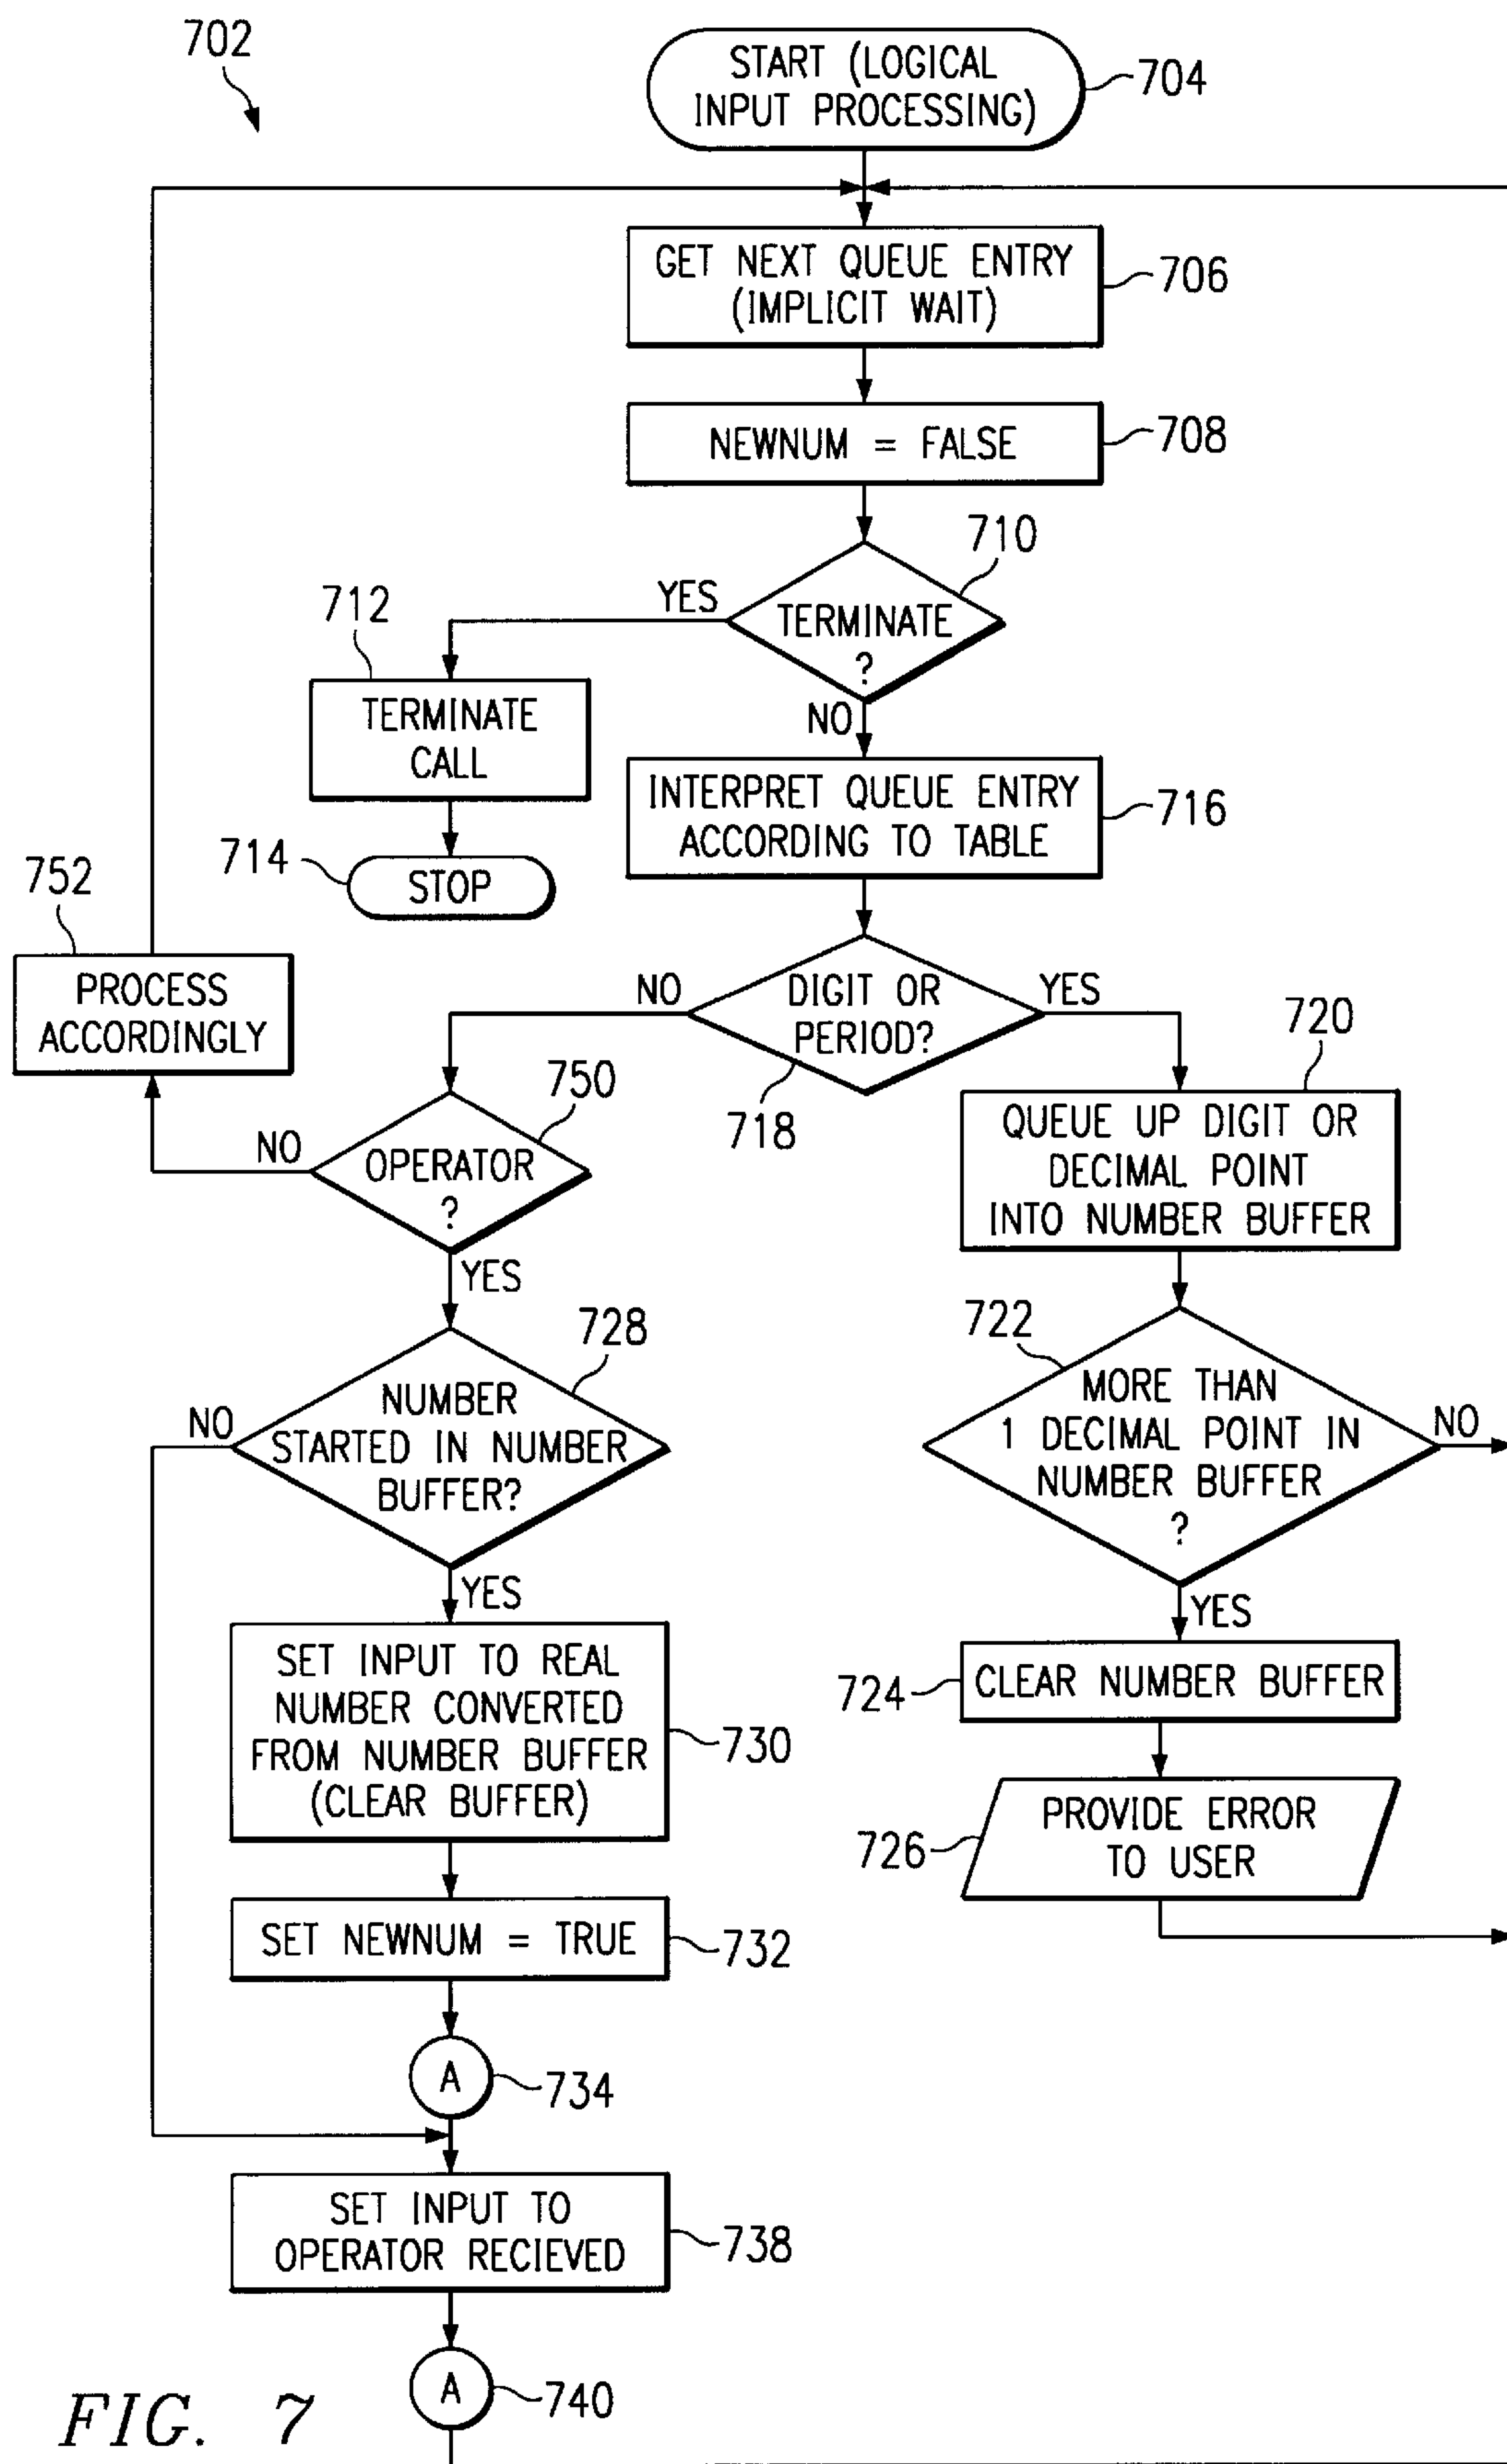 702
START (LOGICAL
INPUT PROCESSING)
704
GET NEXT QUEUE ENTRY
(IMPLICIT WAIT)
706
NEWNUM = FALSE
708
710
TERMINATE
?
YES
NO
712
TERMINATE
CALL
714
STOP
INTERPRET QUEUE ENTRY
ACCORDING TO TABLE
716
752
PROCESS
ACCORDINGLY
NO
DIGIT OR
PERIOD?
YES
718
720
QUEUE UP DIGIT OR
DECIMAL POINT
INTO NUMBER BUFFER
750
NO
OPERATOR
?
YES
728
NO
NUMBER
STARTED IN NUMBER
BUFFER?
YES
722
MORE THAN
1 DECIMAL POINT IN
NUMBER BUFFER
?
NO
YES
SET INPUT TO REAL
NUMBER CONVERTED
FROM NUMBER BUFFER
(CLEAR BUFFER)
730
724
CLEAR NUMBER BUFFER
726
PROVIDE ERROR
TO USER
SET NEWNUM = TRUE
732
A
734
SET INPUT TO
OPERATOR RECIEVED
738
A
740
FIG. 7